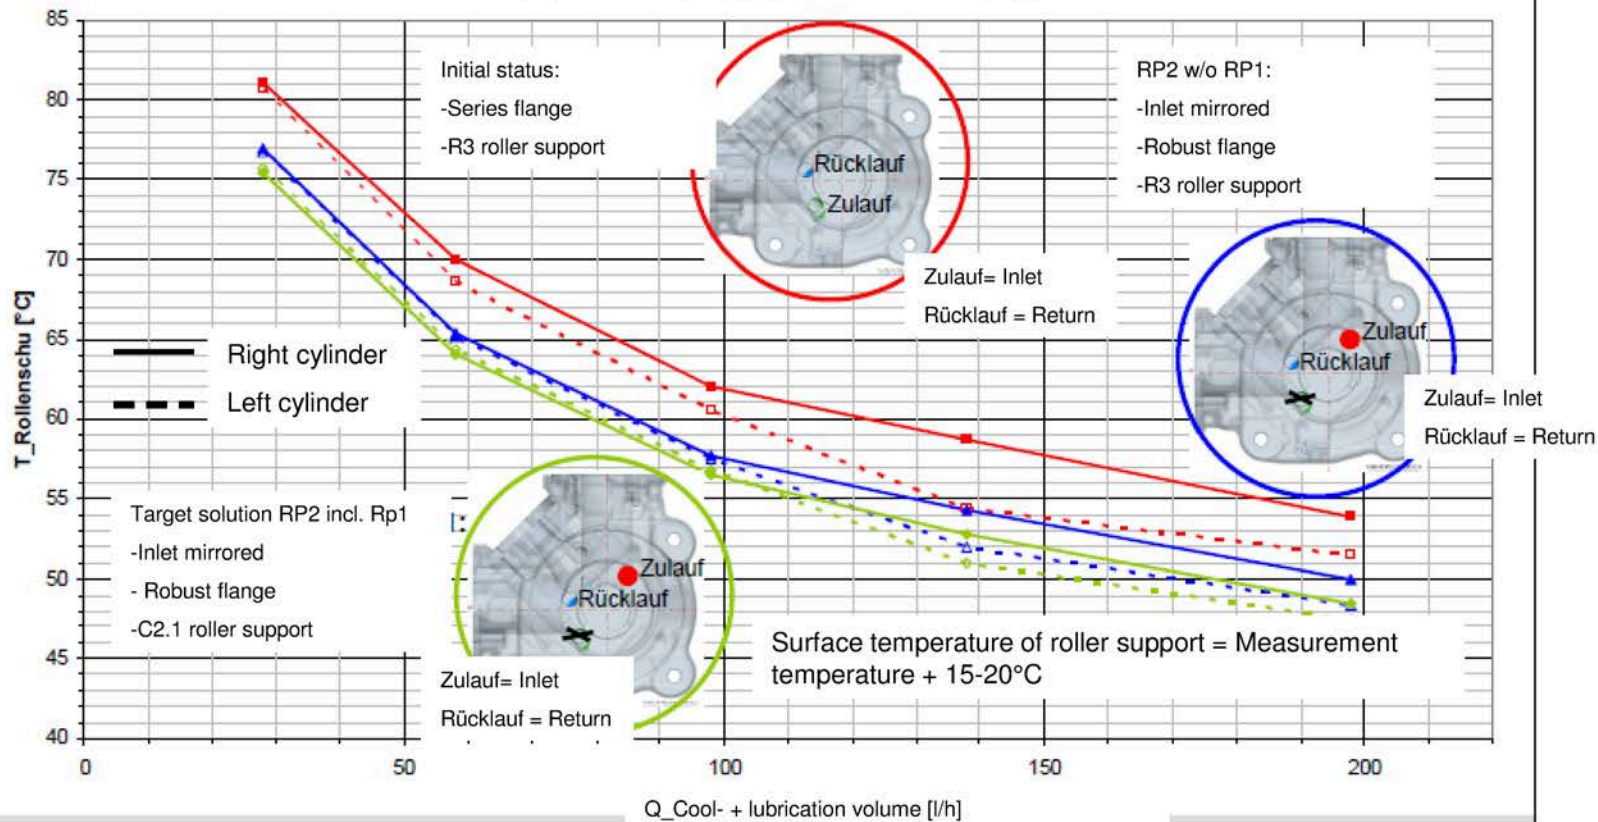 85
80
75
70
65
60
55
50
45
40
T_Rollenschu [°C]
Initial status:
-Series flange
-R3 roller support
Rücklauf
Zulauf
Zulauf= Inlet
Rücklauf = Return
RP2 w/o RP1:
-Inlet mirrored
-Robust flange
-R3 roller support
Zulauf
Rücklauf
Zulauf= Inlet
Rücklauf = Return
Right cylinder
Left cylinder
Target solution RP2 incl. Rp1
-Inlet mirrored
- Robust flange
-C2.1 roller support
Zulauf
Rücklauf
Zulauf= Inlet
Rücklauf = Return
Surface temperature of roller support = Measurement
temperature + 15-20°C
0 50 100 150 200
Q_Cool- + lubrication volume [l/h]